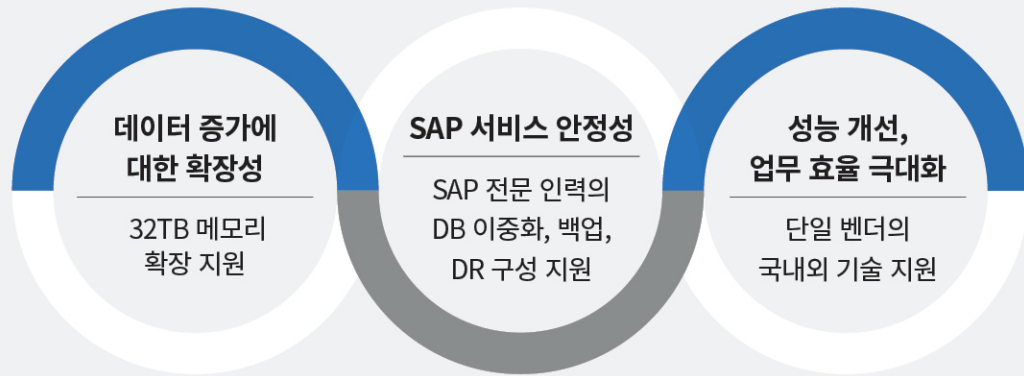 데이터 증가에
대한 확장성
32TB 메모리
확장 지원
SAP 서비스 안정성
SAP 전문 인력의
DB 이중화, 백업,
DR 구성 지원
성능 개선,
업무 효율 극대화
단일 벤더의
국내외 기술 지원